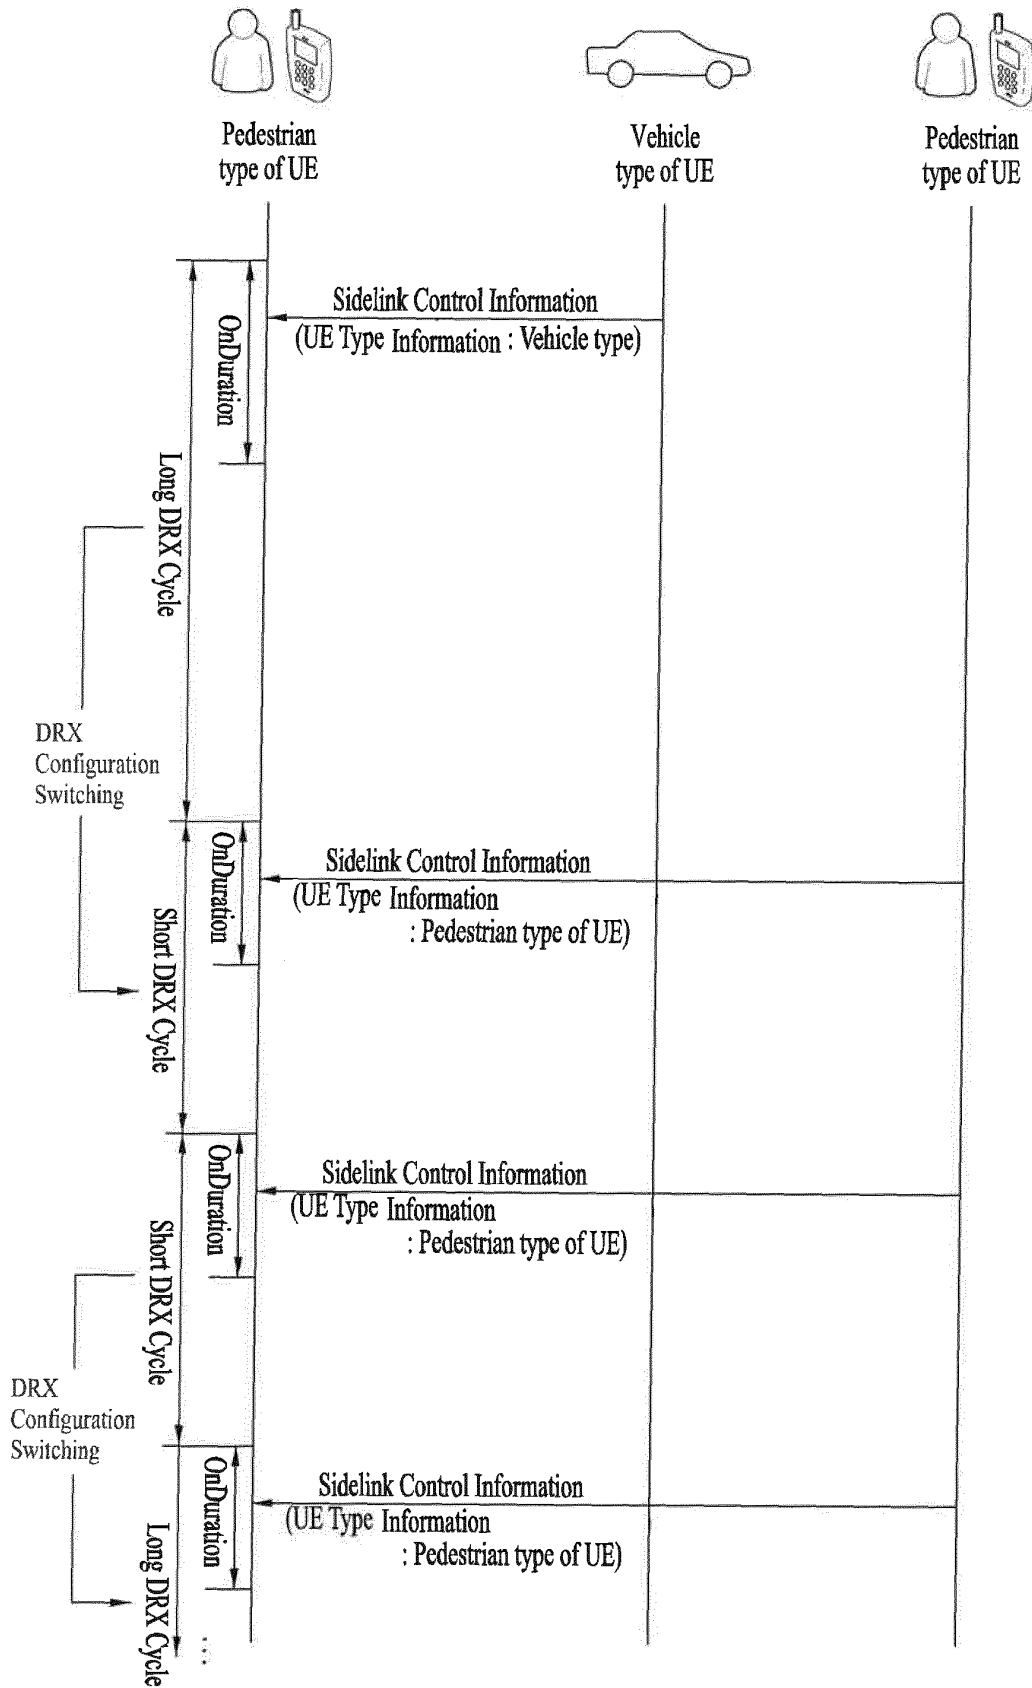 Pedestrian
type of UE
Vehicle
type of UE
Pedestrian
type of UE
Sidelink Control Information
(UE Type Information : Vehicle type)
OnDuration
Long DRX Cycle
DRX
Configuration
Switching
OnDuration
Sidelink Control Information
(UE Type Information
: Pedestrian type of UE)
Short DRX Cycle
OnDuration
Sidelink Control Information
(UE Type Information
: Pedestrian type of UE)
Short DRX Cycle
DRX
Configuration
Switching
OnDuration
Sidelink Control Information
(UE Type Information
: Pedestrian type of UE)
Long DRX Cycle
...